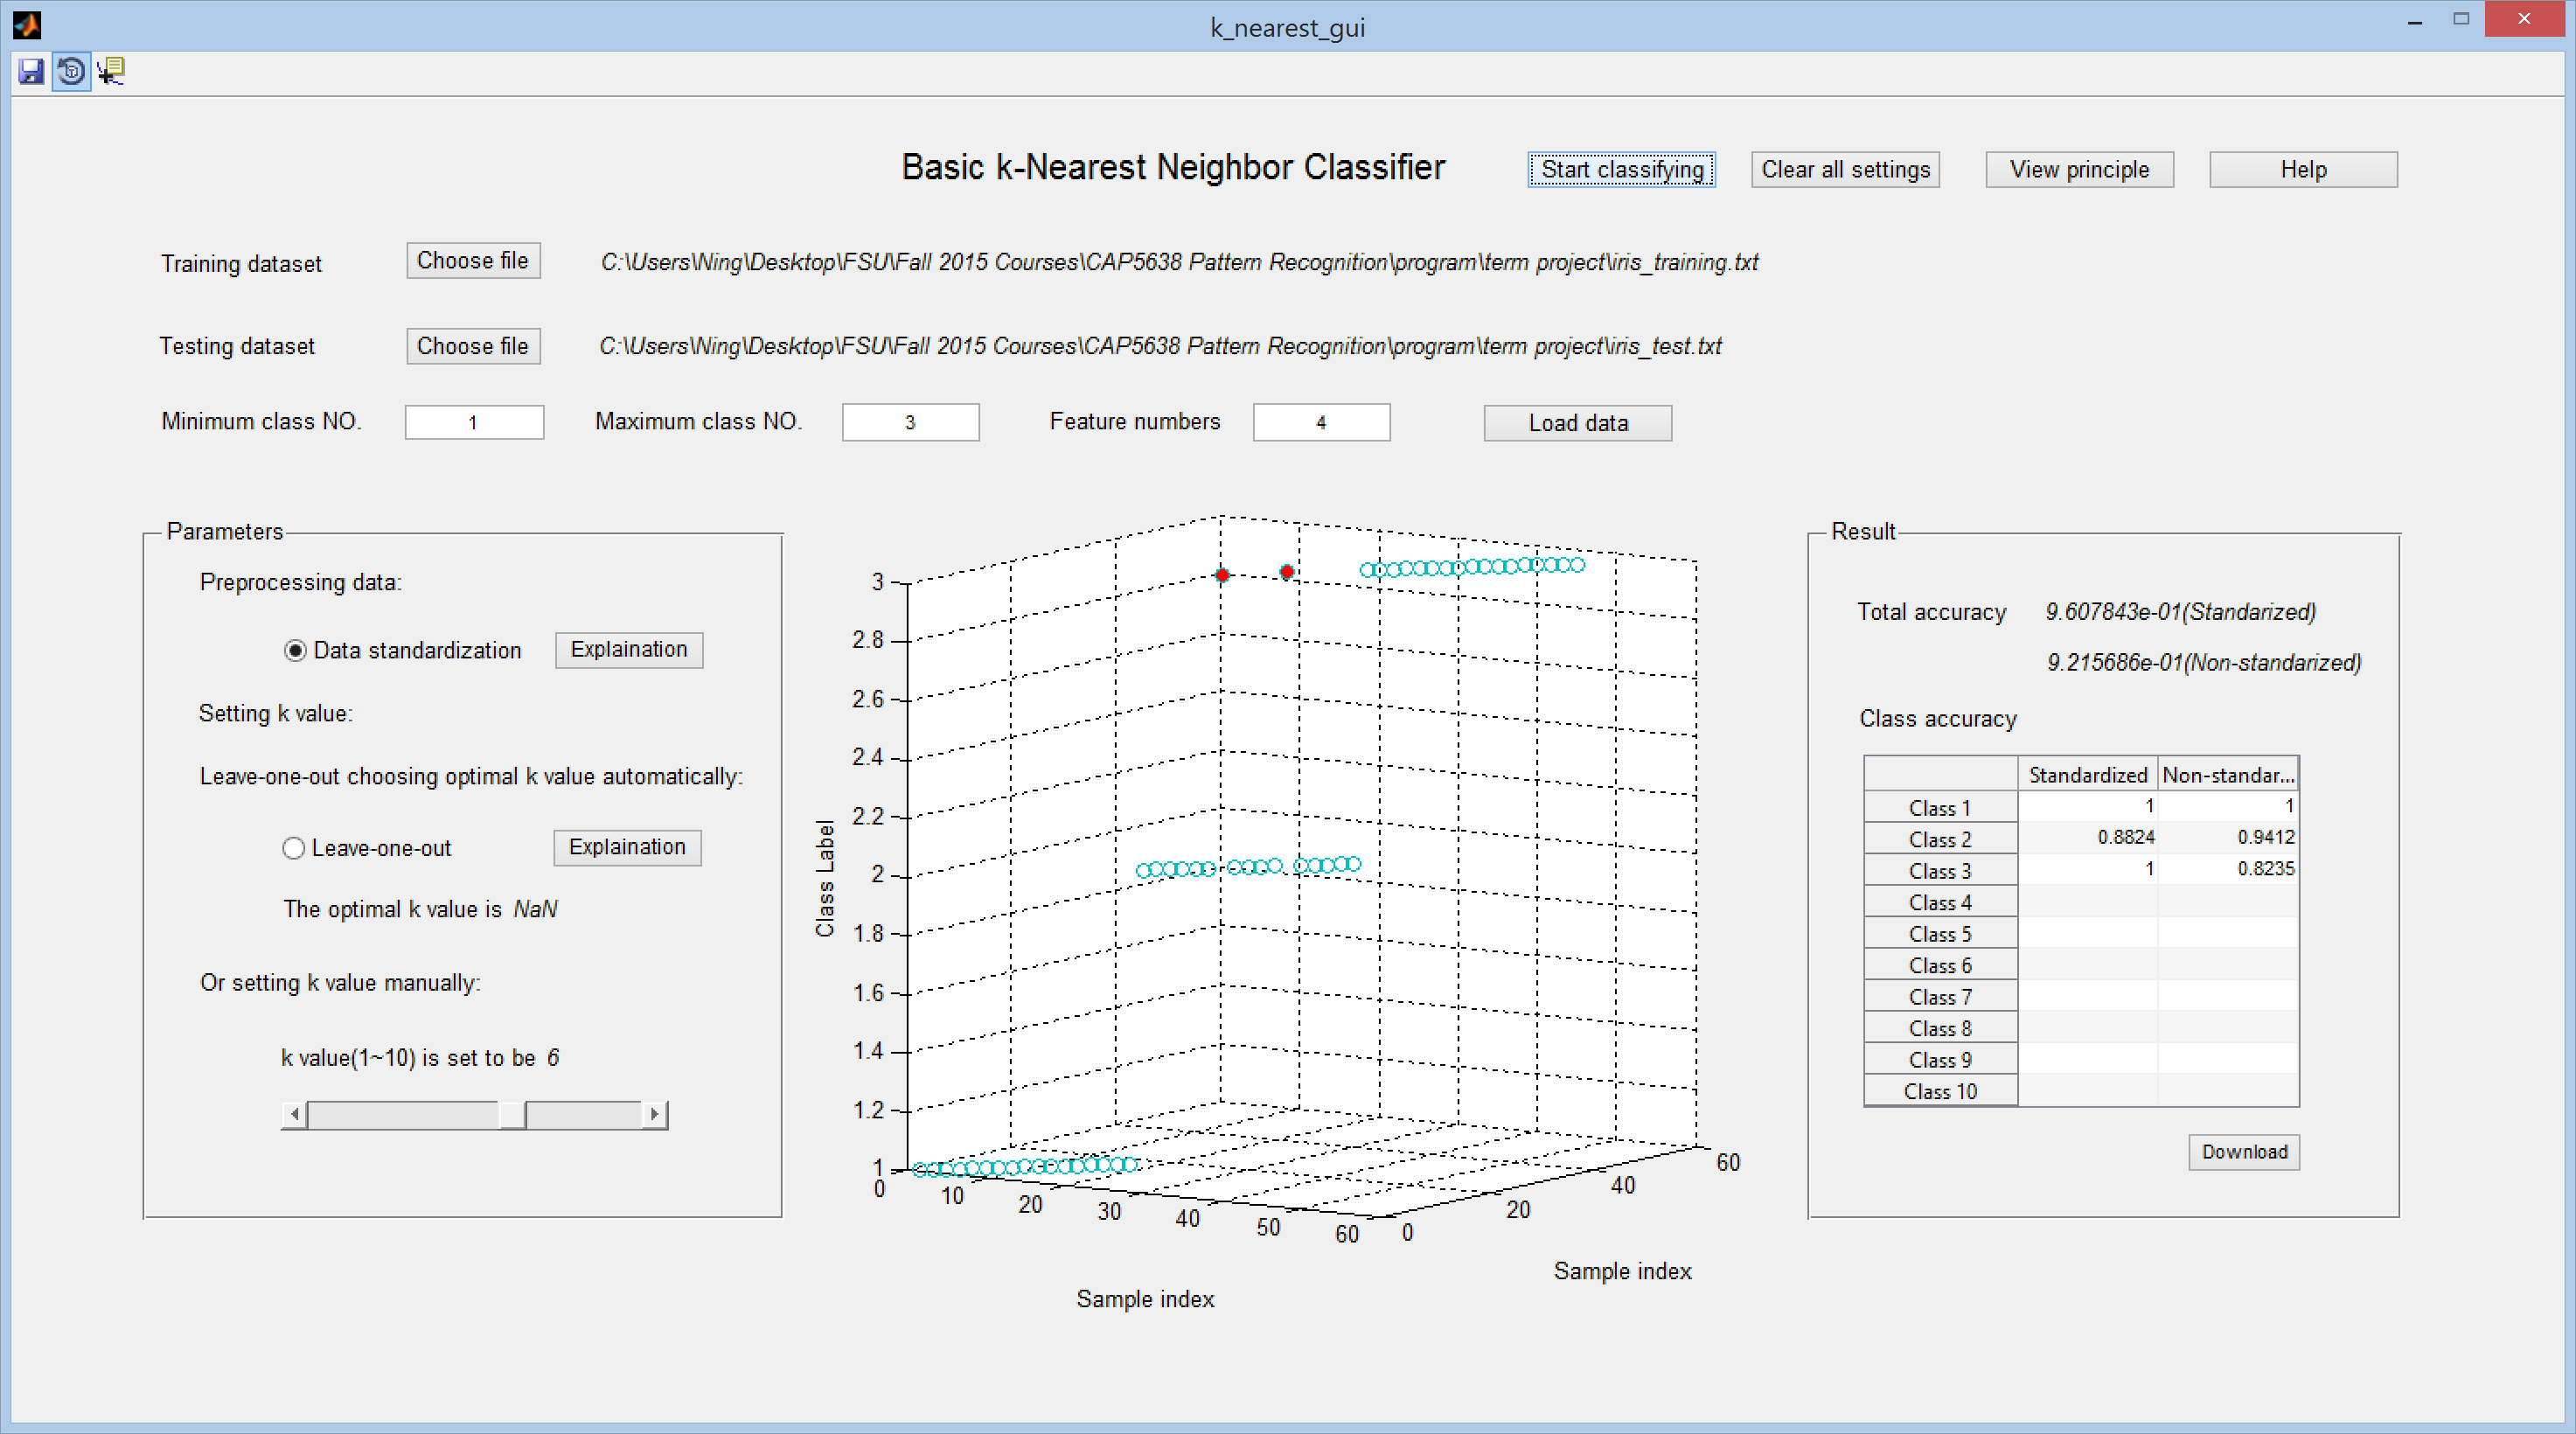 k_nearest_gui
Basic k-Nearest Neighbor Classifier
Start classifying
Clear all settings
View principle
Help
Training dataset
Choose file
C:\Users\Ning\Desktop\FSU\Fall 2015 Courses\CAP5638 Pattern Recognition\program\term project\iris_training.txt
Testing dataset
Choose file
C:\Users\Ning\Desktop\FSU\Fall 2015 Courses\CAP5638 Pattern Recognition\program\term project\iris_test.txt
Minimum class NO.
1
Maximum class NO.
3
Feature numbers
4
Load data
Parameters
Preprocessing data:
Data standardization
Explaination
Setting k value:
Leave-one-out choosing optimal k value automatically:
Leave-one-out
Explaination
The optimal k value is NaN
Or setting k value manually:
k value(1~10) is set to be 6
Class Label
3
2.8
2.6
2.4
2.2
2
1.8
1.6
1.4
1.2
1
0
10
20
30
40
50
60
0
20
40
60
Sample index
Sample index
Result
Total accuracy 9.607843e-01(Standarized)
9.215686e-01(Non-standarized)
Class accuracy
Standardized Non-standar...
Class 1 1 1
Class 2 0.8824 0.9412
Class 3 1 0.8235
Class 4
Class 5
Class 6
Class 7
Class 8
Class 9
Class 10
Download